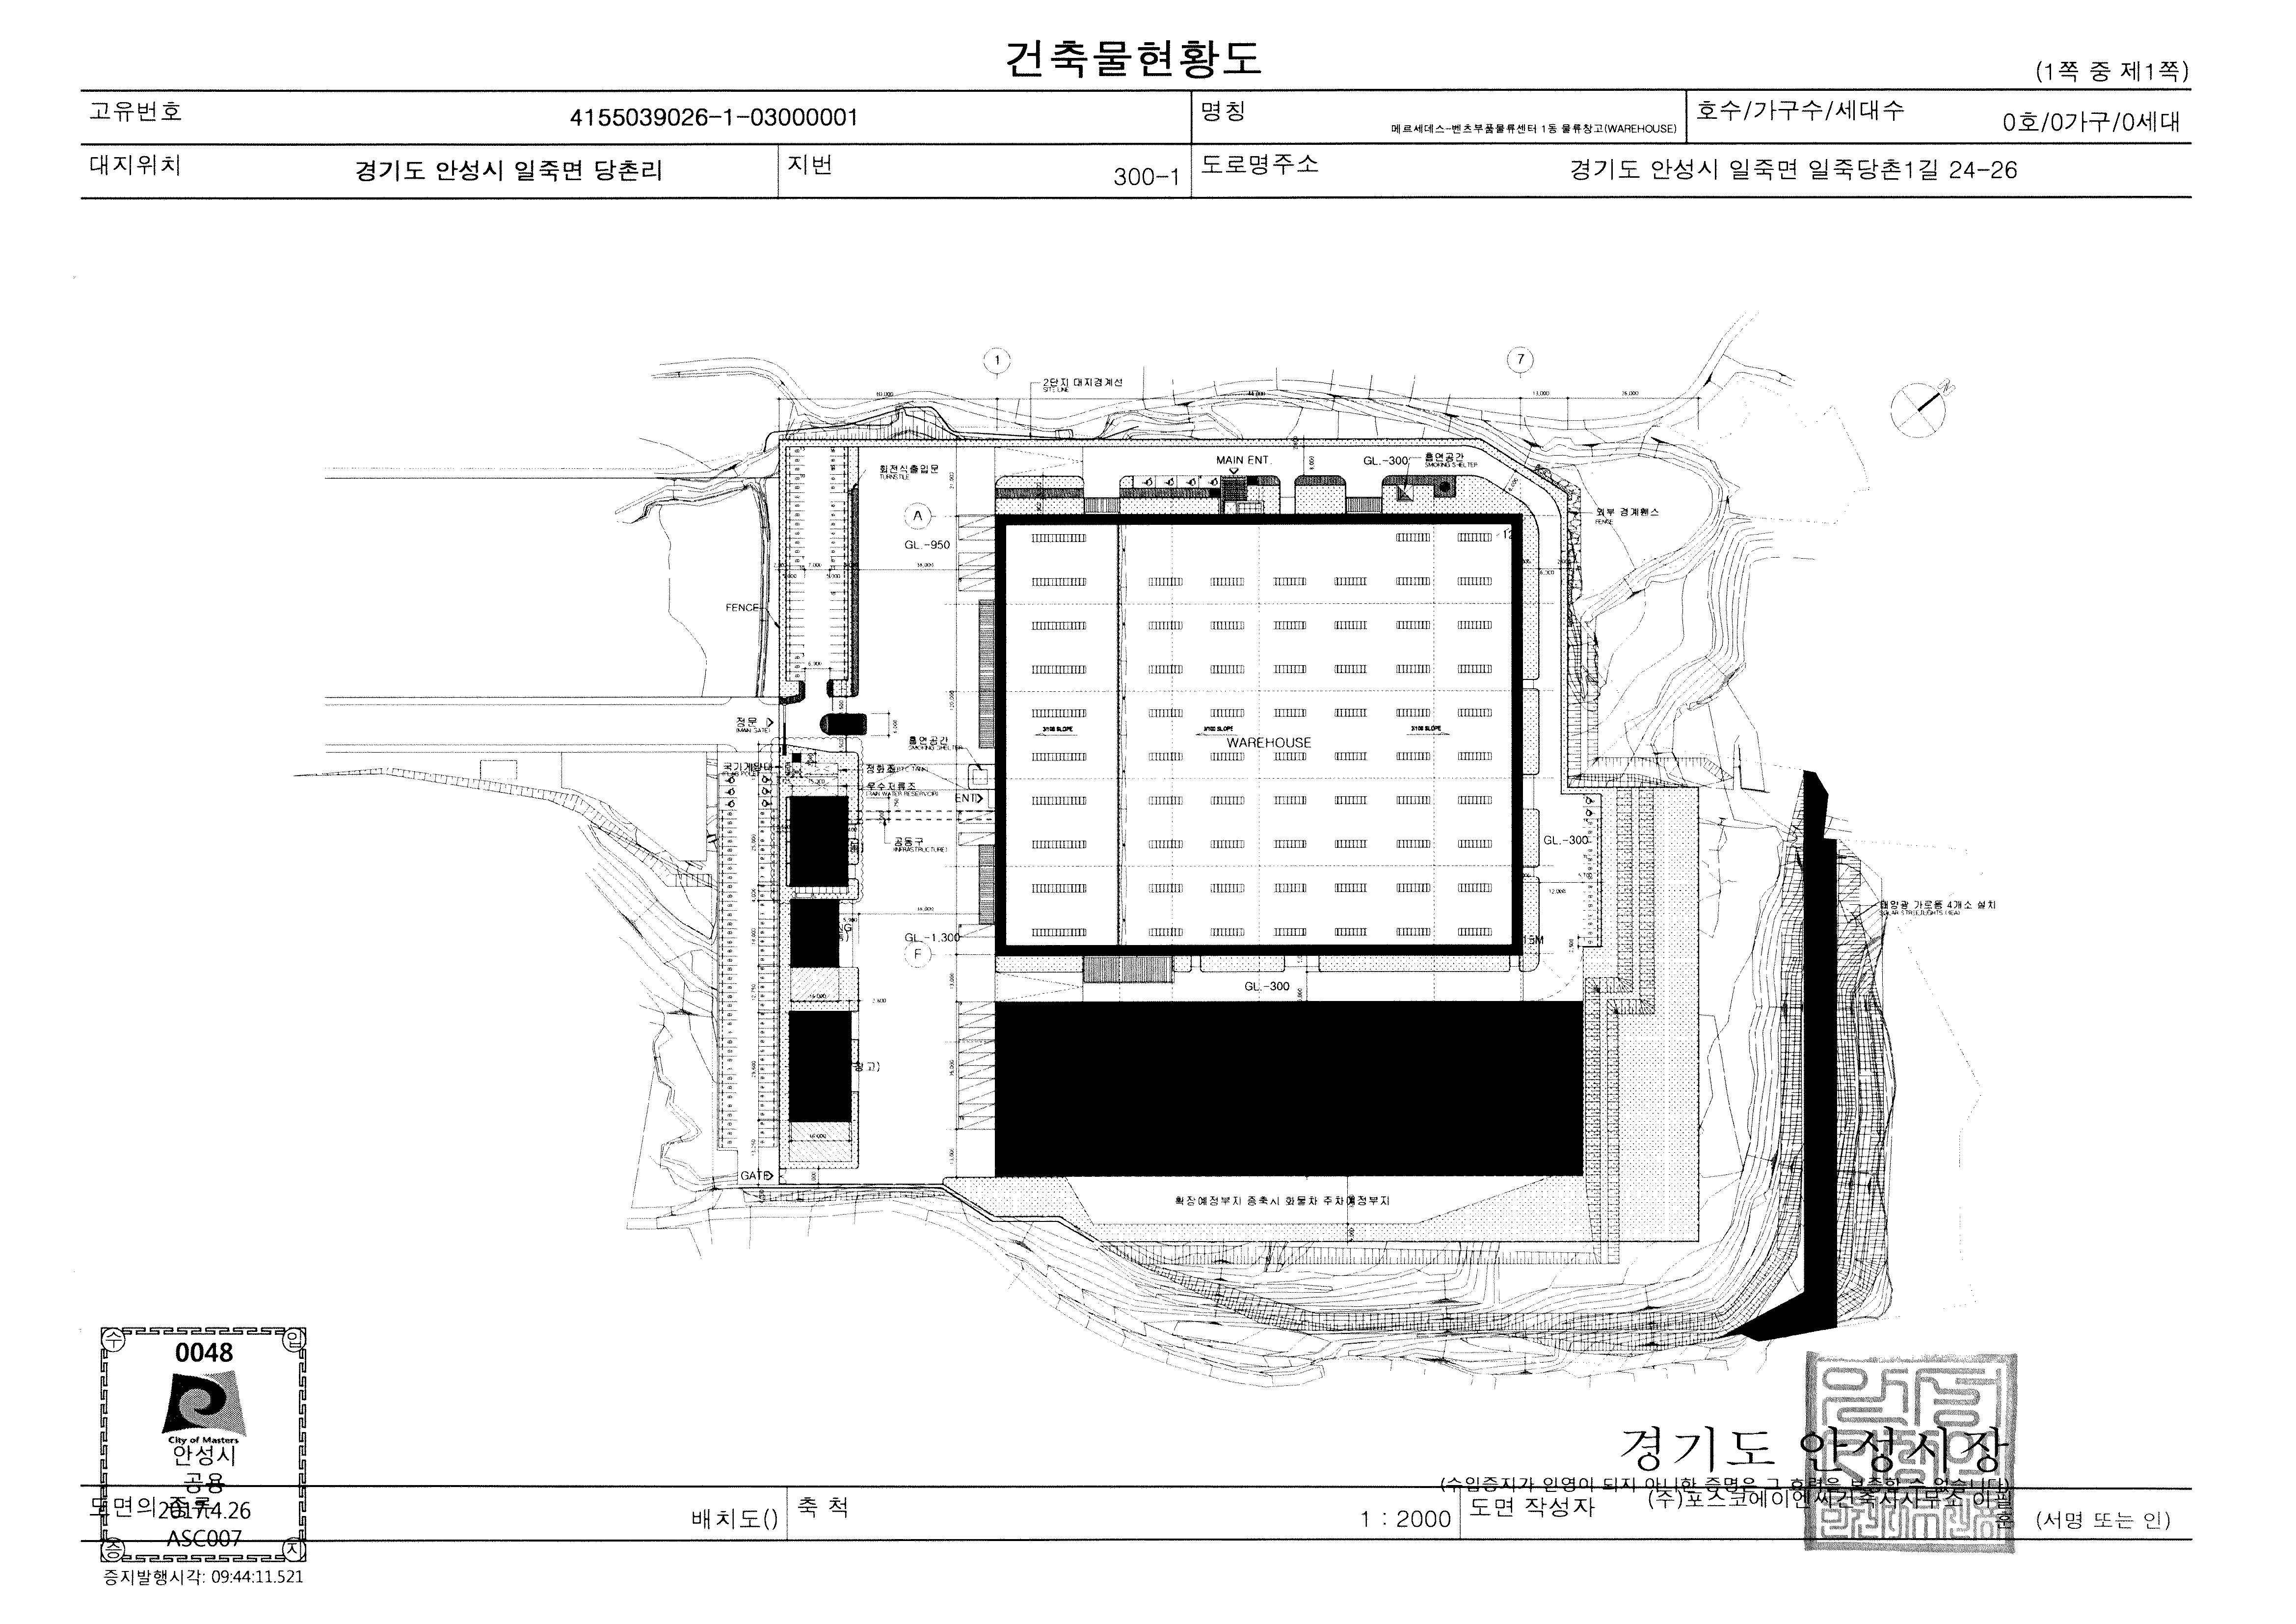 건축물현황도
(1쪽 중 제1쪽)
고유번호
4155039026-1-03000001
명칭
메르세데스-벤츠부품물류센터 1동 물류창고(WAREHOUSE)
호수/가구수/세대수
0호/0가구/0세대
대지위치
경기도 안성시 일죽면 당촌리
지번
300-1
도로명주소
경기도 안성시 일죽면 일죽당촌1길 24-26
1
7
2단지 대지경계선
SITE LINE
회전식출입문
TURNSTILE
MAIN ENT.
GL.-300
흡연공간
SMOKING SHELTER
A
외부 경계휀스
FENCE
GL.-950
FENCE
정문
(MAIN GATE)
흡연공간
SMOKING SHELTER
3/100 SLOPE
3/100 SLOPE
3/100 SLOPE
WAREHOUSE
국기게양대
정화조
우수저류조
(RAIN WATER RESERVOIR)
ENT
공동구
(INFRASTRUCTURE)
GL.-300
태양광 가로등 4개소 설치
SOLAR STREETLIGHTS (4EA)
GL.-1,300
F
GL.-300
창고)
GATE
확장예정부지 증축시 화물차 주차예정부지
수 입
0048
City of Masters
안성시
공용
2017.4.26
ASC007
증 지
증지발행시각: 09:44:11.521
경기도 안성시장
(수입증지가 인영이 되지 아니한 증명은 그 효력을 보증할 수 없습니다)
도면의 종류
배치도()
축 척
1 : 2000
도면 작성자
(주)포스코에이앤씨건축사사무소 이필훈
(서명 또는 인)